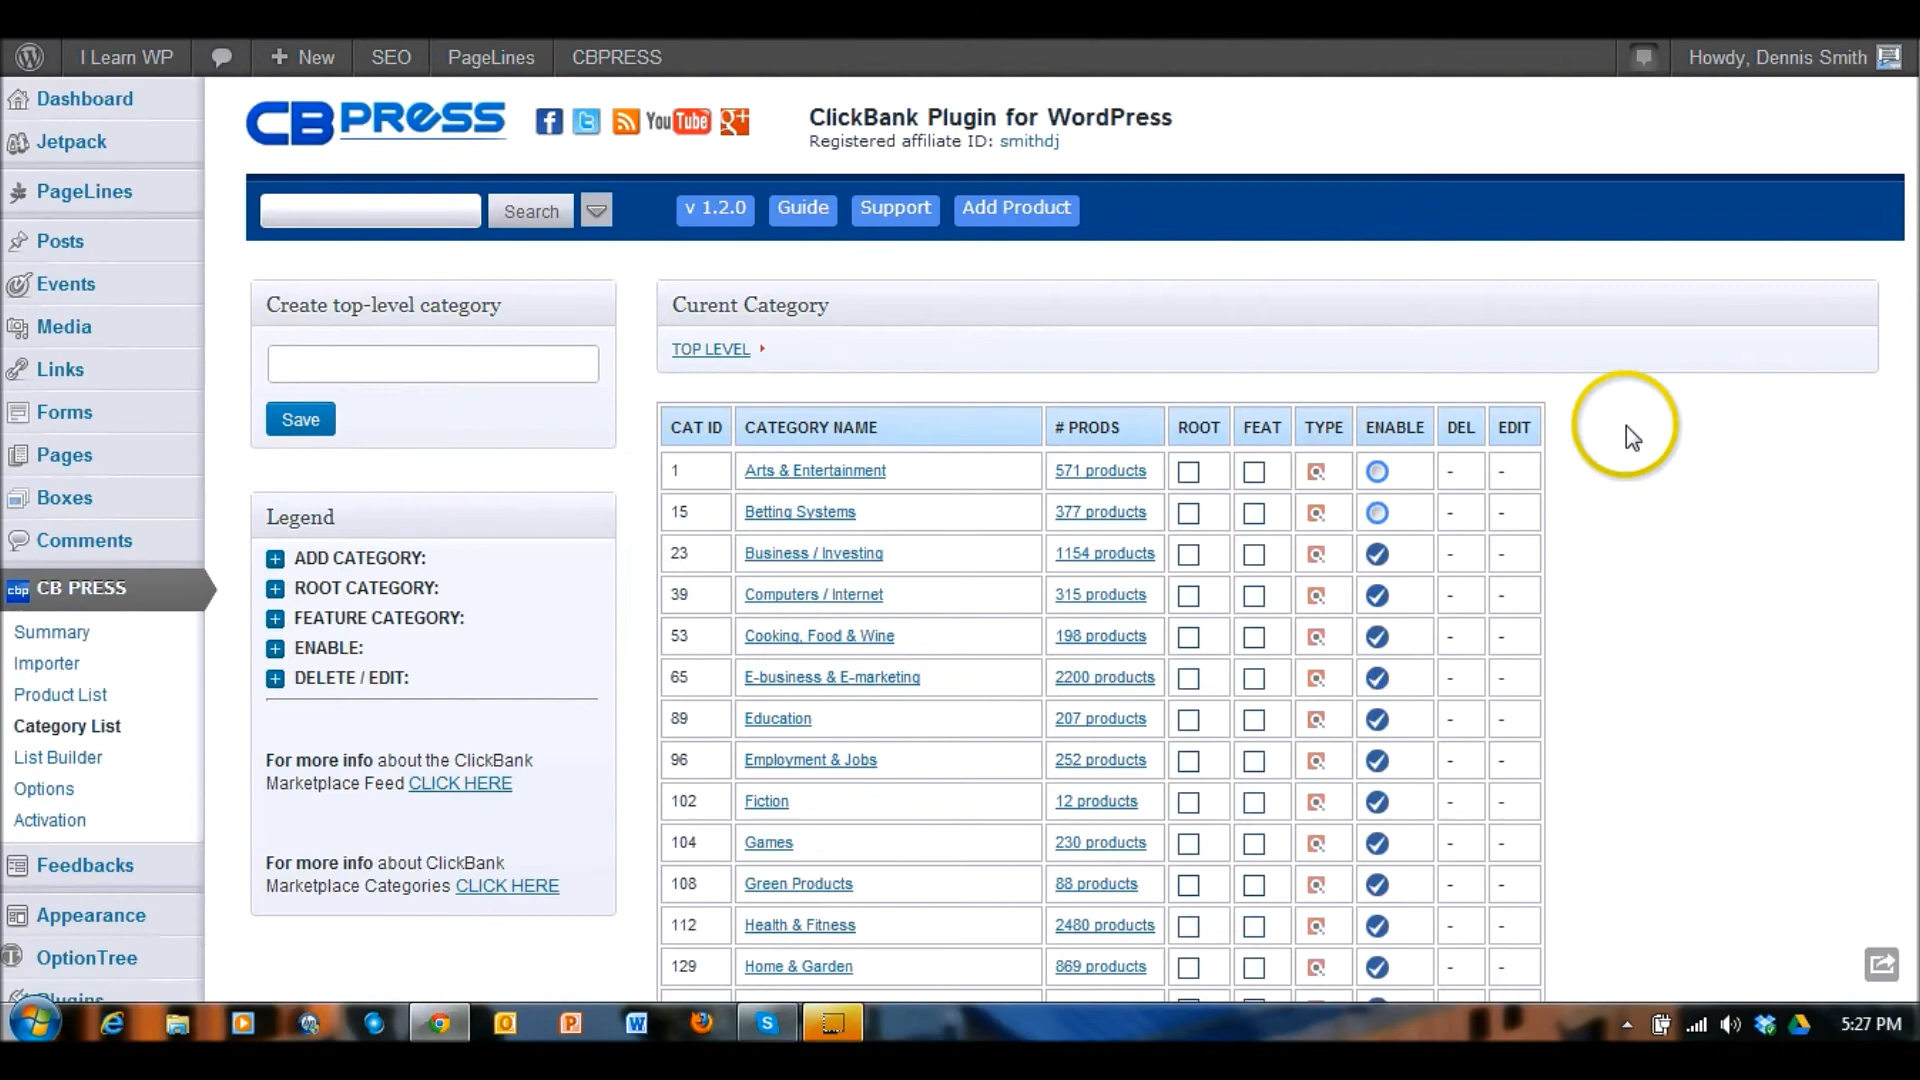 I Learn WP
New
SEO
PageLines
CBPRESS
Howdy, Dennis Smith
Dashboard
Jetpack
PageLines
Posts
Events
Media
Links
Forms
Pages
Boxes
Comments
cbp CB PRESS
Summary
Importer
Product List
Category List
List Builder
Options
Activation
Feedbacks
Appearance
OptionTree
Plugins
CBPRESS
You Tube
ClickBank Plugin for WordPress
Registered affiliate ID: smithdj
Search
v 1.2.0
Guide
Support
Add Product
Create top-level category
Save
Legend
ADD CATEGORY:
ROOT CATEGORY:
FEATURE CATEGORY:
ENABLE:
DELETE / EDIT:
For more info about the ClickBank
Marketplace Feed CLICK HERE
For more info about ClickBank
Marketplace Categories CLICK HERE
Curent Category
TOP LEVEL
CAT ID CATEGORY NAME # PRODS ROOT FEAT TYPE ENABLE DEL EDIT
1 Arts & Entertainment 571 products - -
15 Betting Systems 377 products - -
23 Business / Investing 1154 products - -
39 Computers / Internet 315 products - -
53 Cooking, Food & Wine 198 products - -
65 E-business & E-marketing 2200 products - -
89 Education 207 products - -
96 Employment & Jobs 252 products - -
102 Fiction 12 products - -
104 Games 230 products - -
108 Green Products 88 products - -
112 Health & Fitness 2480 products - -
129 Home & Garden 869 products - -
5:27 PM